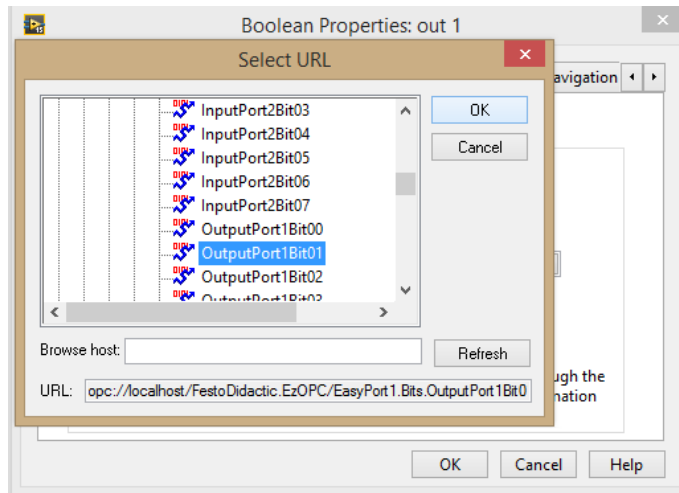 Boolean Properties: out 1
Select URL
avigation
InputPort2Bit03
InputPort2Bit04
InputPort2Bit05
InputPort2Bit06
InputPort2Bit07
OutputPort1Bit00
OutputPort1Bit01
OutputPort1Bit02
OutputPort1Bit03
OK
Cancel
Browse host:
Refresh
URL: opc://localhost/FestoDidactic.EzOPC/EasyPort1.Bits.OutputPort1Bit0
ugh the
nation
OK Cancel Help